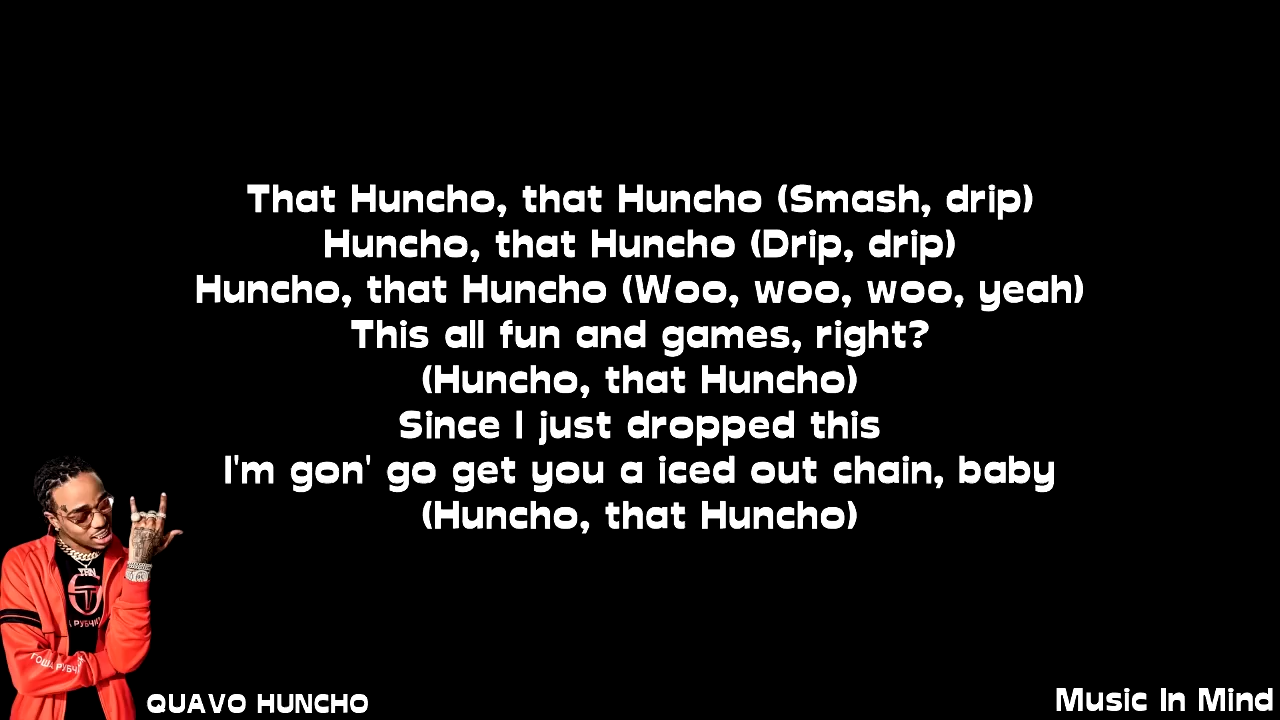 That Huncho, that Huncho (Smash, drip)
Huncho, that Huncho (Drip, drip)
Huncho, that Huncho (Woo, woo, woo, yeah)
This all fun and games, right?
(Huncho, that Huncho)
Since I just dropped this
I'm gon' go get you a iced out chain, baby
(Huncho, that Huncho)
QUAVO HUNCHO
Music In Mind